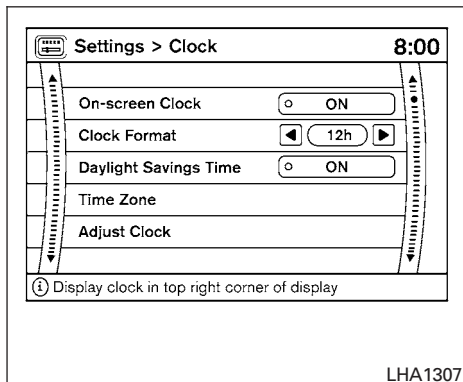 Settings > Clock 8:00
On-screen Clock ON
Clock Format 12h
Daylight Savings Time ON
Time Zone
Adjust Clock
i Display clock in top right corner of display
LHA1307